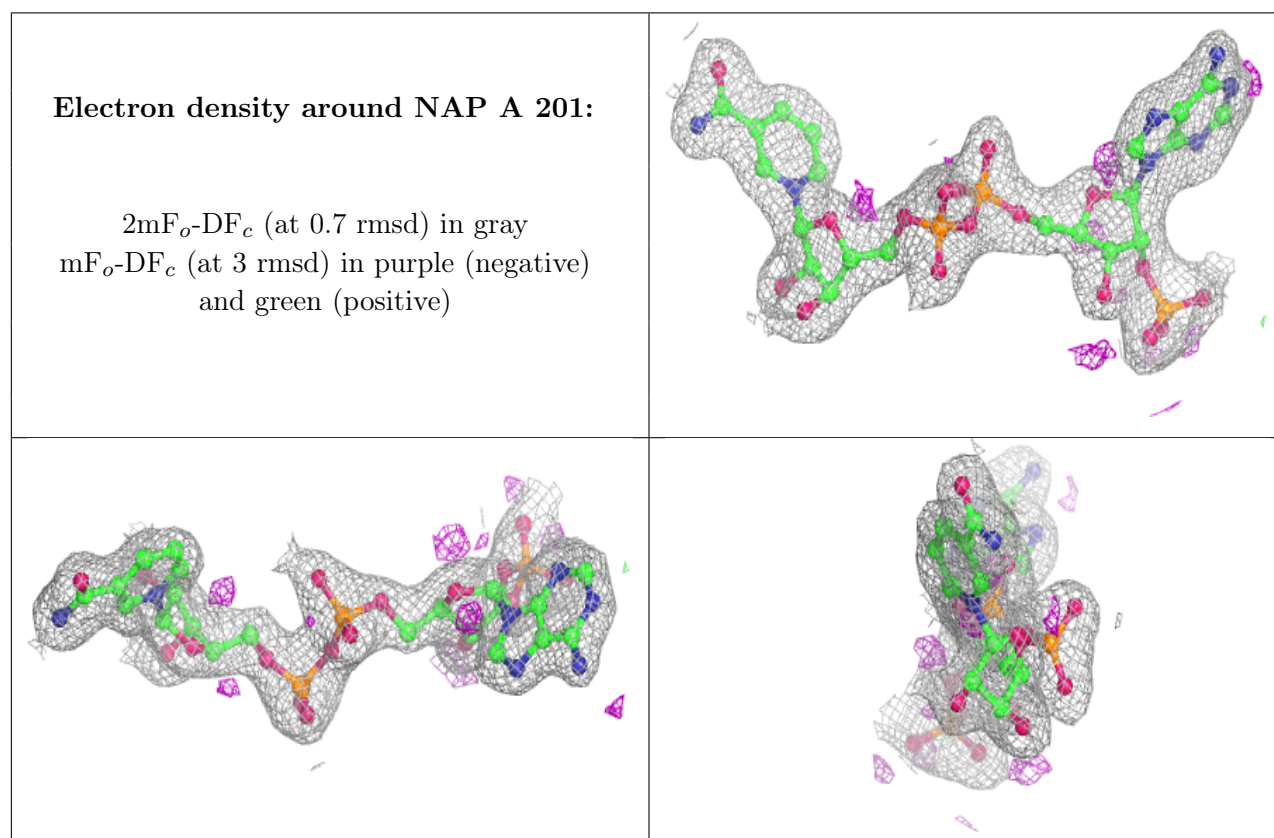 Electron density around NAP A 201:
2mFo-DFc (at 0.7 rmsd) in gray
mFo-DFc (at 3 rmsd) in purple (negative)
and green (positive)